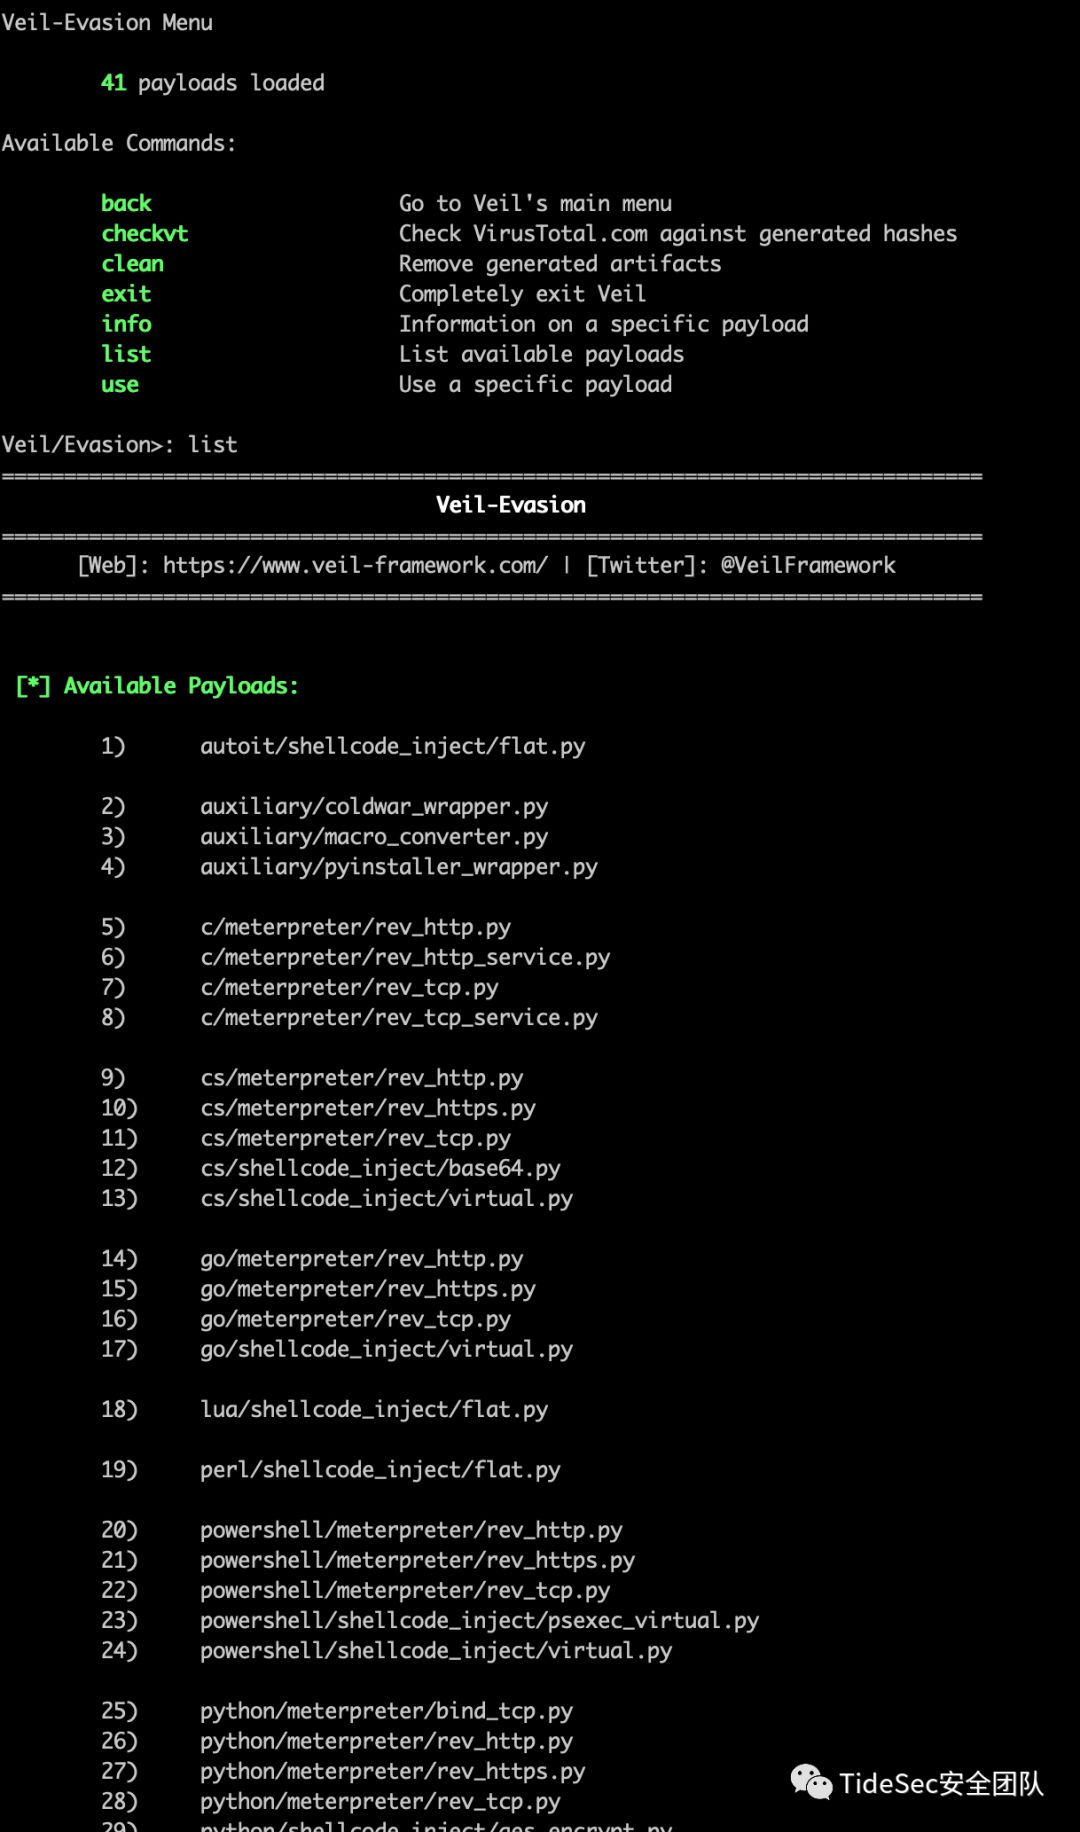 Veil-Evasion Menu
41 payloads loaded
Available Commands:
back Go to Veil's main menu
checkvt Check VirusTotal.com against generated hashes
clean Remove generated artifacts
exit Completely exit Veil
info Information on a specific payload
list List available payloads
use Use a specific payload
Veil/Evasion>: list
===============================================================================
Veil-Evasion
===============================================================================
[Web]: https://www.veil-framework.com/ | [Twitter]: @VeilFramework
===============================================================================
[*] Available Payloads:
1) autoit/shellcode_inject/flat.py
2) auxiliary/coldwar_wrapper.py
3) auxiliary/macro_converter.py
4) auxiliary/pyinstaller_wrapper.py
5) c/meterpreter/rev_http.py
6) c/meterpreter/rev_http_service.py
7) c/meterpreter/rev_tcp.py
8) c/meterpreter/rev_tcp_service.py
9) cs/meterpreter/rev_http.py
10) cs/meterpreter/rev_https.py
11) cs/meterpreter/rev_tcp.py
12) cs/shellcode_inject/base64.py
13) cs/shellcode_inject/virtual.py
14) go/meterpreter/rev_http.py
15) go/meterpreter/rev_https.py
16) go/meterpreter/rev_tcp.py
17) go/shellcode_inject/virtual.py
18) lua/shellcode_inject/flat.py
19) perl/shellcode_inject/flat.py
20) powershell/meterpreter/rev_http.py
21) powershell/meterpreter/rev_https.py
22) powershell/meterpreter/rev_tcp.py
23) powershell/shellcode_inject/psexec_virtual.py
24) powershell/shellcode_inject/virtual.py
25) python/meterpreter/bind_tcp.py
26) python/meterpreter/rev_http.py
27) python/meterpreter/rev_https.py
28) python/meterpreter/rev_tcp.py
29) python/shellcode_inject/aes_encrypt.py
TideSec安全团队